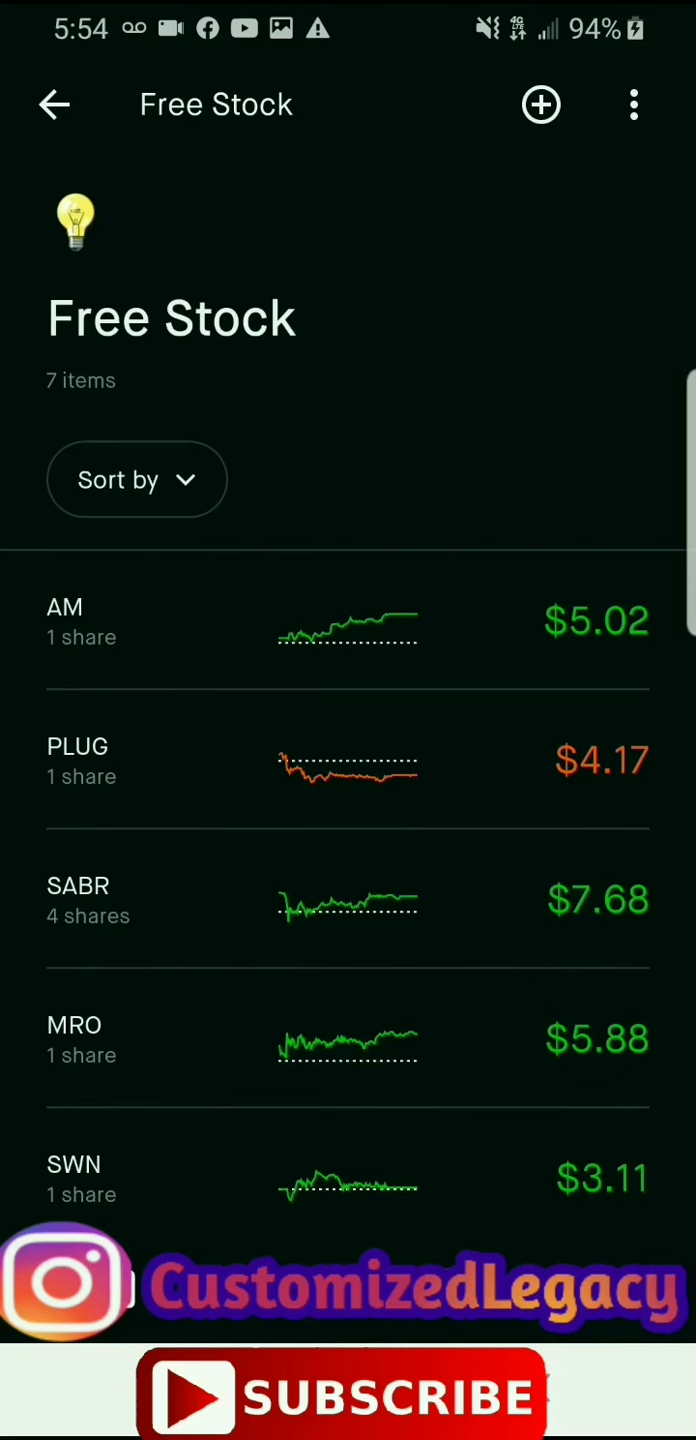 5:54
4G
LTE
94%
Free Stock
Free Stock
7 items
Sort by
AM
1 share
$5.02
PLUG
1 share
$4.17
SABR
4 shares
$7.68
MRO
1 share
$5.88
SWN
1 share
$3.11
CustomizedLegacy
SUBSCRIBE